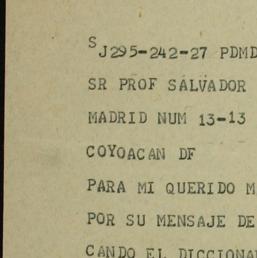 SJ295-242-27 PDMD
SR PROF SALVADOR
MADRID NUM 13-13
COYOACAN DF
PARA MI QUERIDO M
POR SU MENSAJE DE
CANDO EL DICCIONA